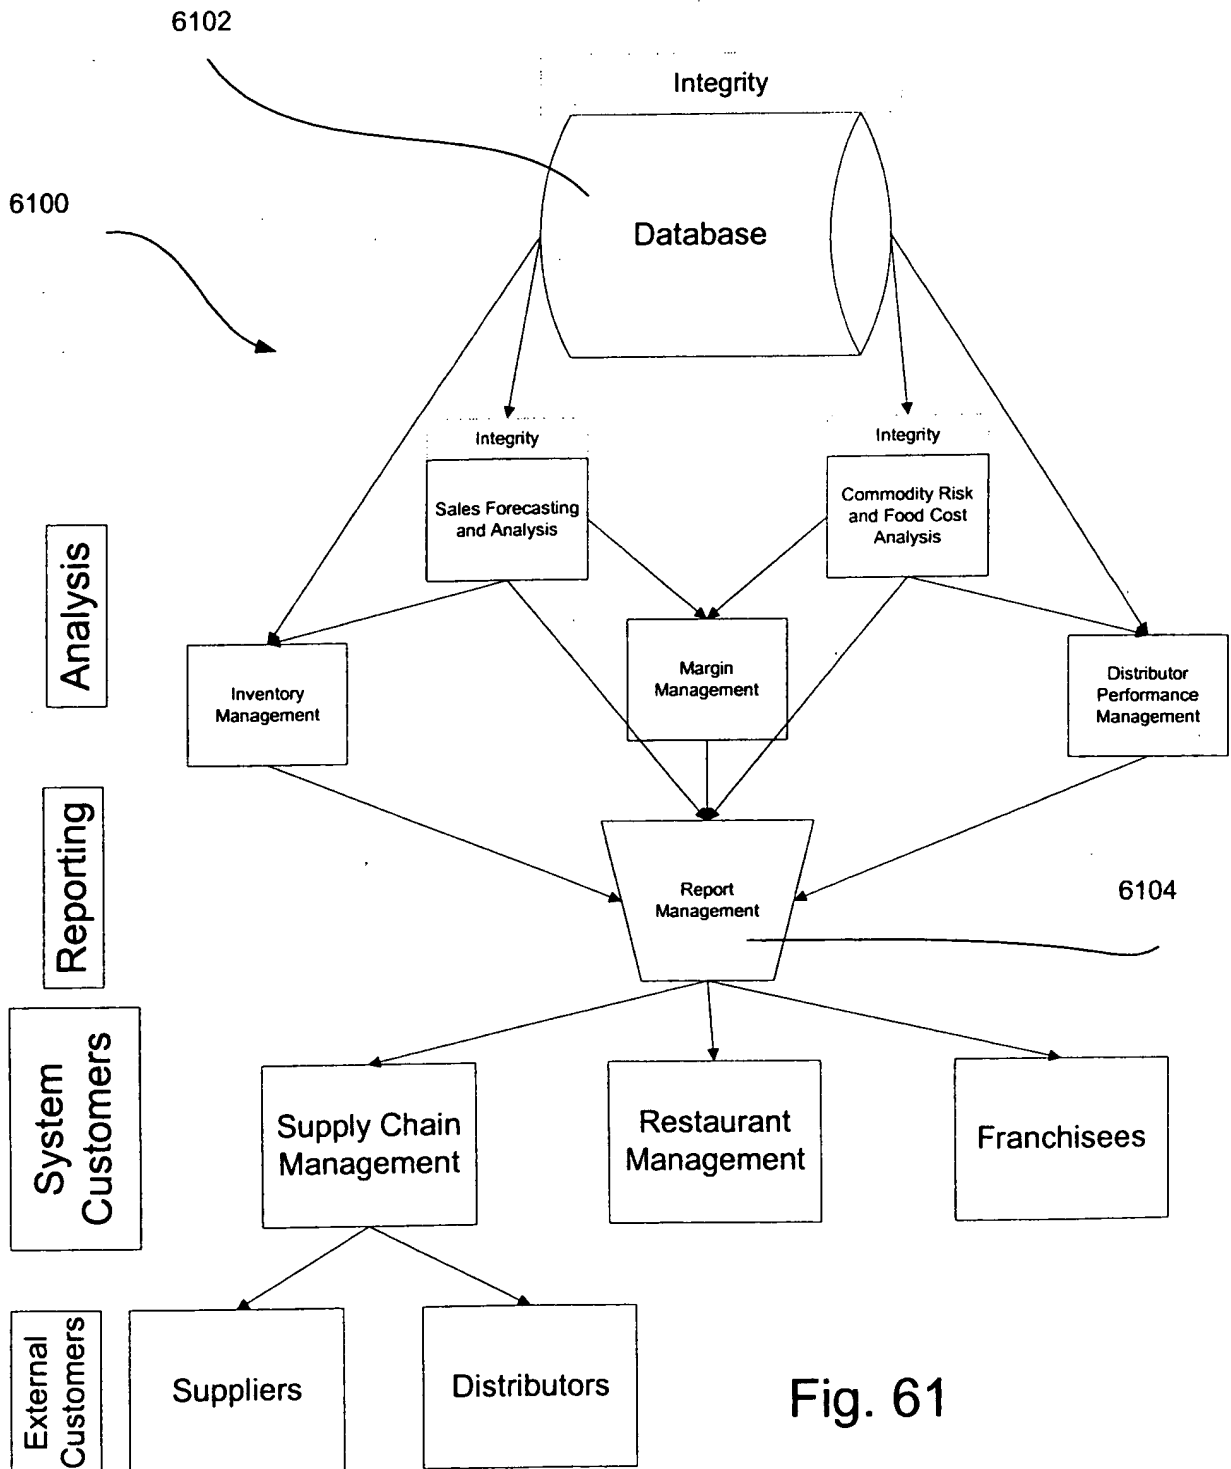 6102
Integrity
6100
Database
Integrity
Integrity
Sales Forecasting
and Analysis
Commodity Risk
and Food Cost
Analysis
Analysis
Inventory
Management
Margin
Management
Distributor
Performance
Management
Reporting
Report
Management
6104
System
Customers
Supply Chain
Management
Restaurant
Management
Franchisees
External
Customers
Suppliers
Distributors
Fig. 61